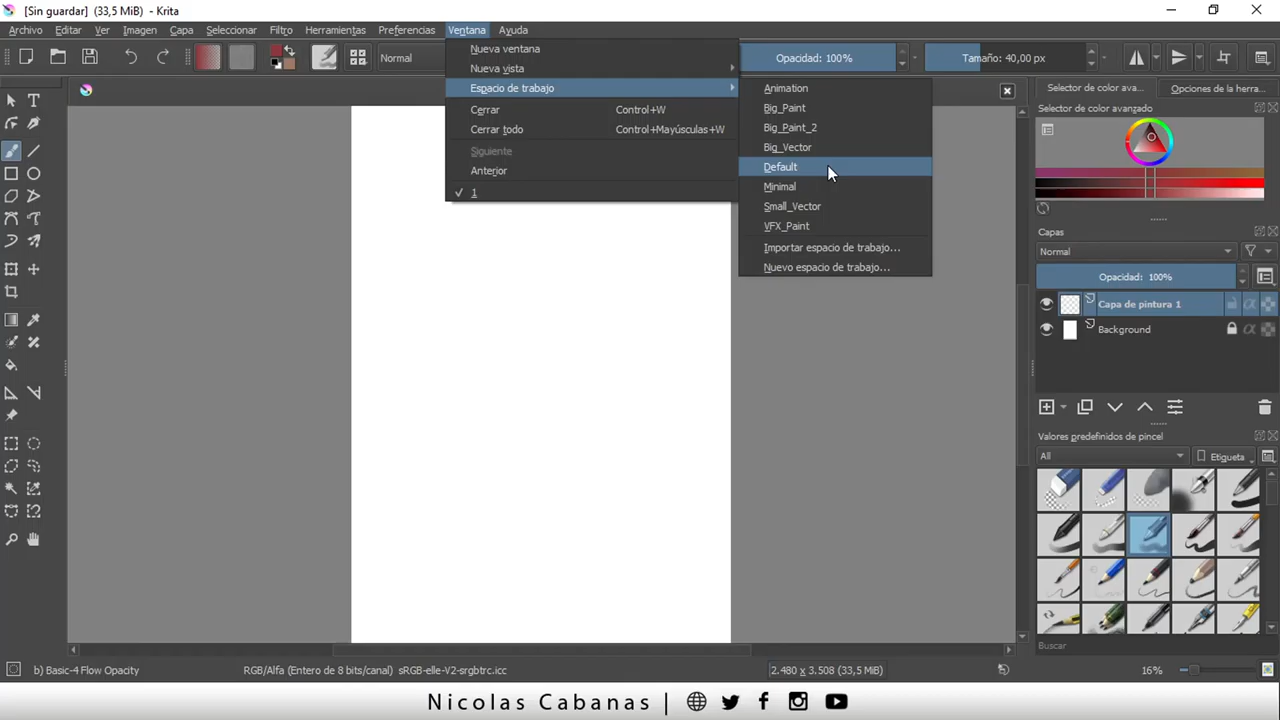 [Sin guardar] (33,5 MiB) - Krita
Archivo Editar Ver Imagen Capa Seleccionar Filtro Herramientas Preferencias Ventana Ayuda
Normal
Opacidad: 100%
Tamaño: 40,00 px
Nueva ventana
Nueva vista
Espacio de trabajo
Cerrar Control+W
Cerrar todo Control+Mayúsculas+W
Siguiente
Anterior
✓ 1
Animation
Big_Paint
Big_Paint_2
Big_Vector
Default
Minimal
Small_Vector
VFX_Paint
Importar espacio de trabajo...
Nuevo espacio de trabajo...
Selector de color ava... Opciones de la herra...
Selector de color avanzado
Capas
Normal
Opacidad: 100%
Capa de pintura 1
Background
Valores predefinidos de pincel
All Etiqueta
Buscar
b) Basic-4 Flow Opacity RGB/Alfa (Entero de 8 bits/canal) sRGB-elle-V2-srgbtrc.icc 2.480 x 3.508 (33,5 MiB) 16%
Nicolas Cabanas |